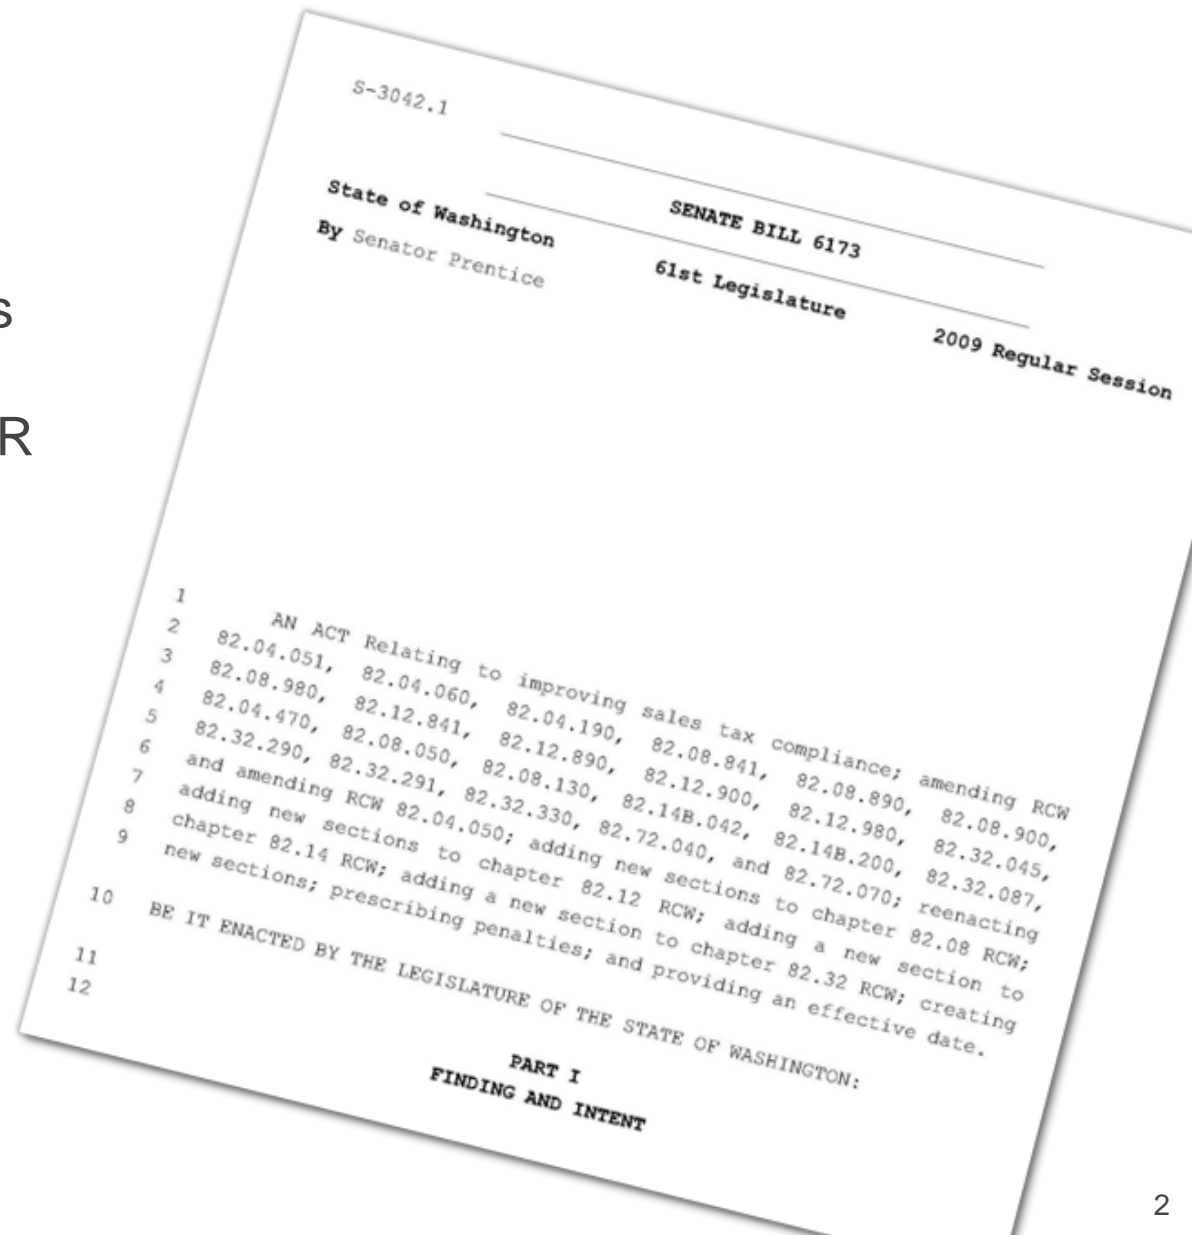 s
R
S-3042.1
SENATE BILL 6173
State of Washington 61st Legislature 2009 Regular Session
By Senator Prentice
1 AN ACT Relating to improving sales tax compliance; amending RCW
2 82.04.051, 82.04.060, 82.04.190, 82.08.841, 82.08.890, 82.08.900,
3 82.08.980, 82.12.841, 82.12.890, 82.12.900, 82.12.980, 82.32.045,
4 82.04.470, 82.08.050, 82.08.130, 82.14B.042, 82.14B.200, 82.32.087,
5 82.32.290, 82.32.291, 82.32.330, 82.72.040, and 82.72.070; reenacting
6 and amending RCW 82.04.050; adding new sections to chapter 82.08 RCW;
7 adding new sections to chapter 82.12 RCW; adding a new section to
8 chapter 82.14 RCW; adding a new section to chapter 82.32 RCW; creating
9 new sections; prescribing penalties; and providing an effective date.
10 BE IT ENACTED BY THE LEGISLATURE OF THE STATE OF WASHINGTON:
11 PART I
12 FINDING AND INTENT
2